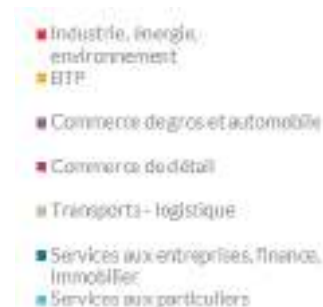 Industrie, énergie,
environnement
BTP
Commerce de gros et automobile
Commerce de détail
Transports - logistique
Services aux entreprises, finance,
immobilier
Services aux particuliers